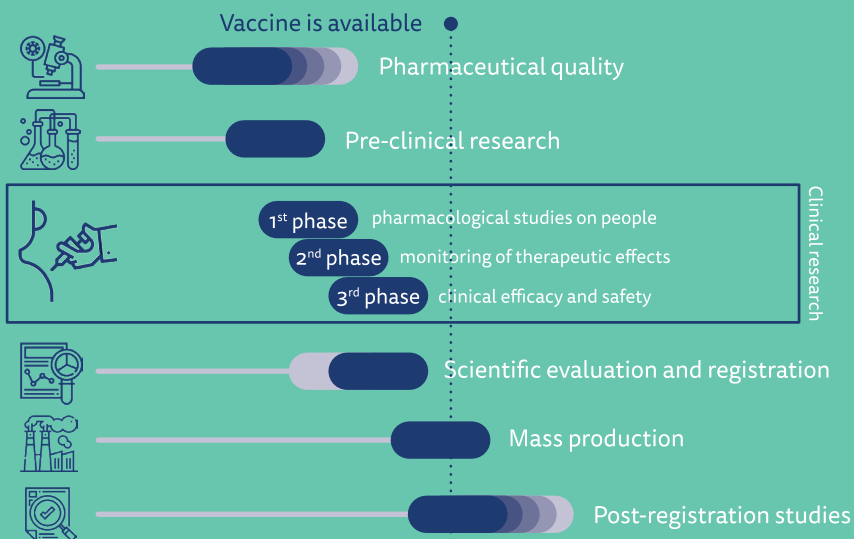 Vaccine is available
Pharmaceutical quality
Pre-clinical research
1st phase
pharmacological studies on people
2nd phase
monitoring of therapeutic effects
3rd phase
clinical efficacy and safety
Clinical research
Scientific evaluation and registration
Mass production
Post-registration studies